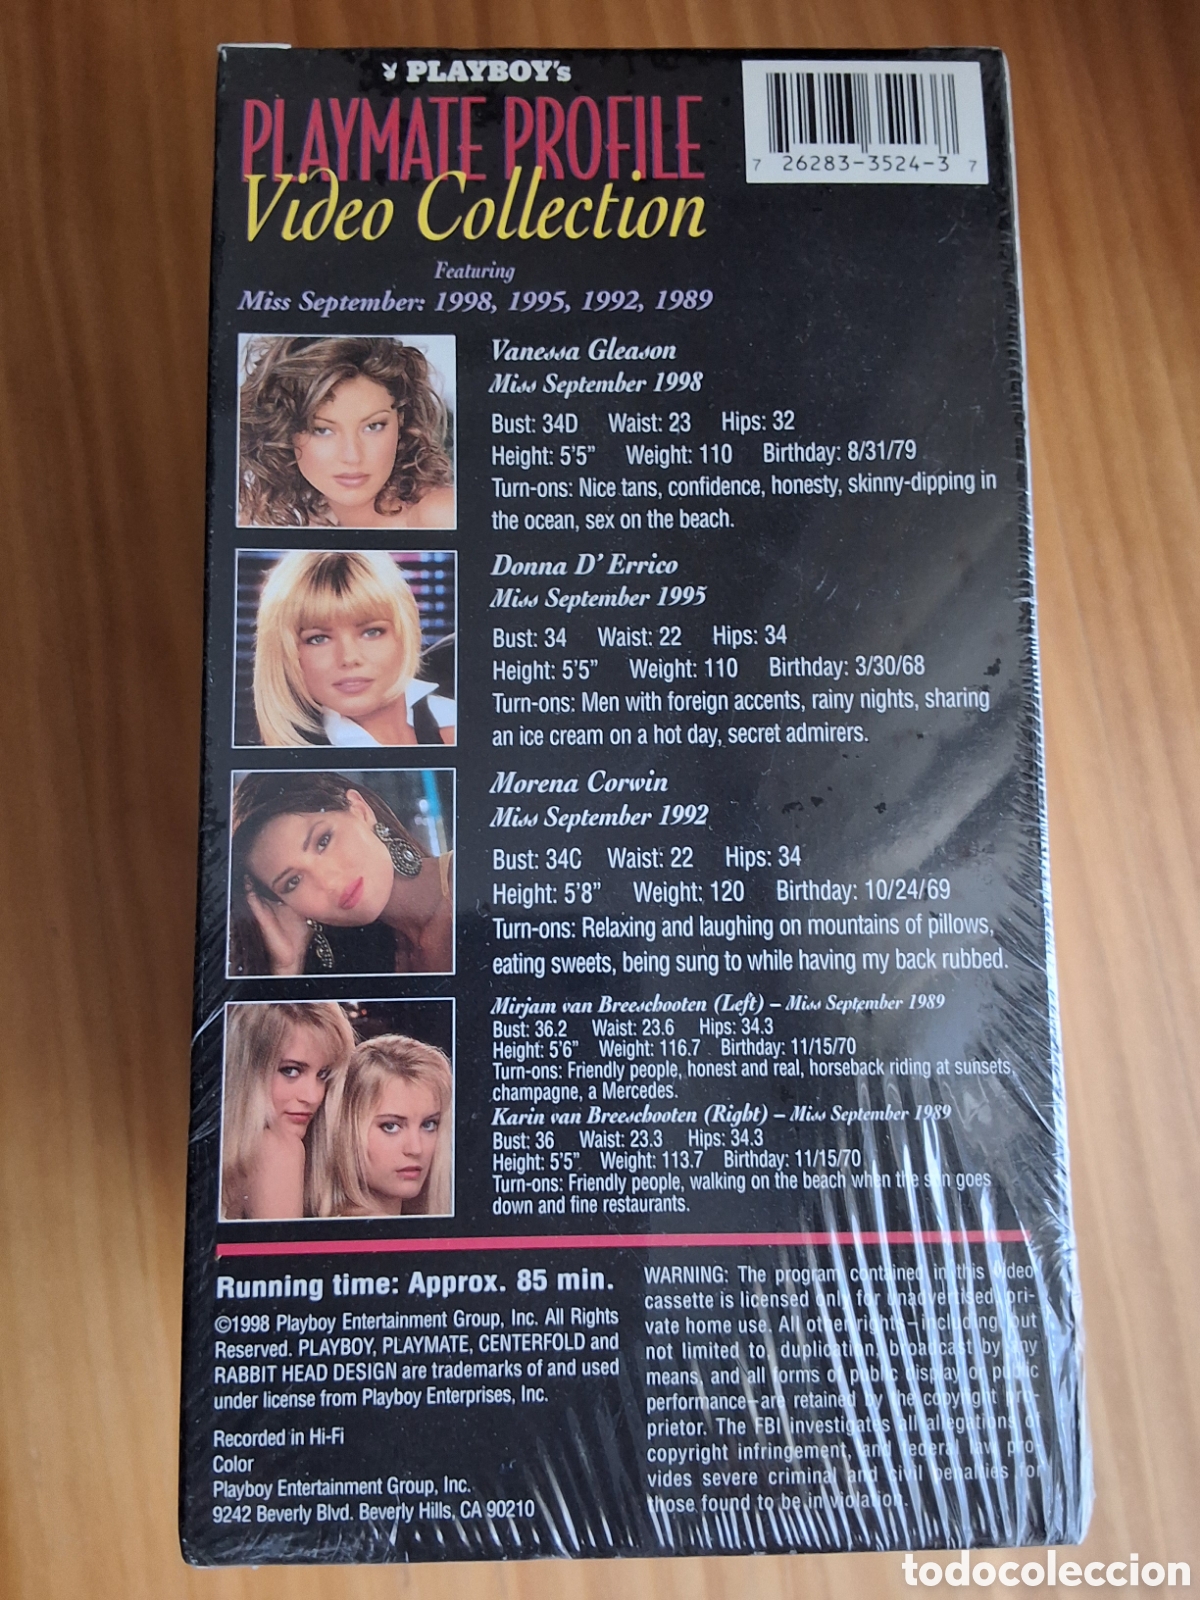 PLAYBOY's
PLAYMATE PROFILE
Video Collection
7 26283-3524-3 7
Featuring
Miss September: 1998, 1995, 1992, 1989
Vanessa Gleason
Miss September 1998
Bust: 34D Waist: 23 Hips: 32
Height: 5'5" Weight: 110 Birthday: 8/31/79
Turn-ons: Nice tans, confidence, honesty, skinny-dipping in
the ocean, sex on the beach.
Donna D'Errico
Miss September 1995
Bust: 34 Waist: 22 Hips: 34
Height: 5'5" Weight: 110 Birthday: 3/30/68
Turn-ons: Men with foreign accents, rainy nights, sharing
an ice cream on a hot day, secret admirers.
Morena Corwin
Miss September 1992
Bust: 34C Waist: 22 Hips: 34
Height: 5'8" Weight: 120 Birthday: 10/24/69
Turn-ons: Relaxing and laughing on mountains of pillows,
eating sweets, being sung to while having my back rubbed.
Mirjam van Breeschooten (Left) – Miss September 1989
Bust: 36.2 Waist: 23.6 Hips: 34.3
Height: 5'6" Weight: 116.7 Birthday: 11/15/70
Turn-ons: Friendly people, honest and real, horseback riding at sunsets,
champagne, a Mercedes.
Karin van Breeschooten (Right) – Miss September 1989
Bust: 36 Waist: 23.3 Hips: 34.3
Height: 5'5" Weight: 113.7 Birthday: 11/15/70
Turn-ons: Friendly people, walking on the beach when the sun goes
down and fine restaurants.
Running time: Approx. 85 min.
©1998 Playboy Entertainment Group, Inc. All Rights
Reserved. PLAYBOY, PLAYMATE, CENTERFOLD and
RABBIT HEAD DESIGN are trademarks of and used
under license from Playboy Enterprises, Inc.
Recorded in Hi-Fi
Color
Playboy Entertainment Group, Inc.
9242 Beverly Blvd. Beverly Hills, CA 90210
WARNING: The program contained in this video
cassette is licensed only for unadvertised, pri-
vate home use. All other rights—including, but
not limited to, duplication, broadcast by any
means, and all forms of public display or public
performance—are retained by the copyright pro-
prietor. The FBI investigates all allegations of
copyright infringement, and federal law pro-
vides severe criminal and civil penalties for
those found to be in violation.
todocoleccion